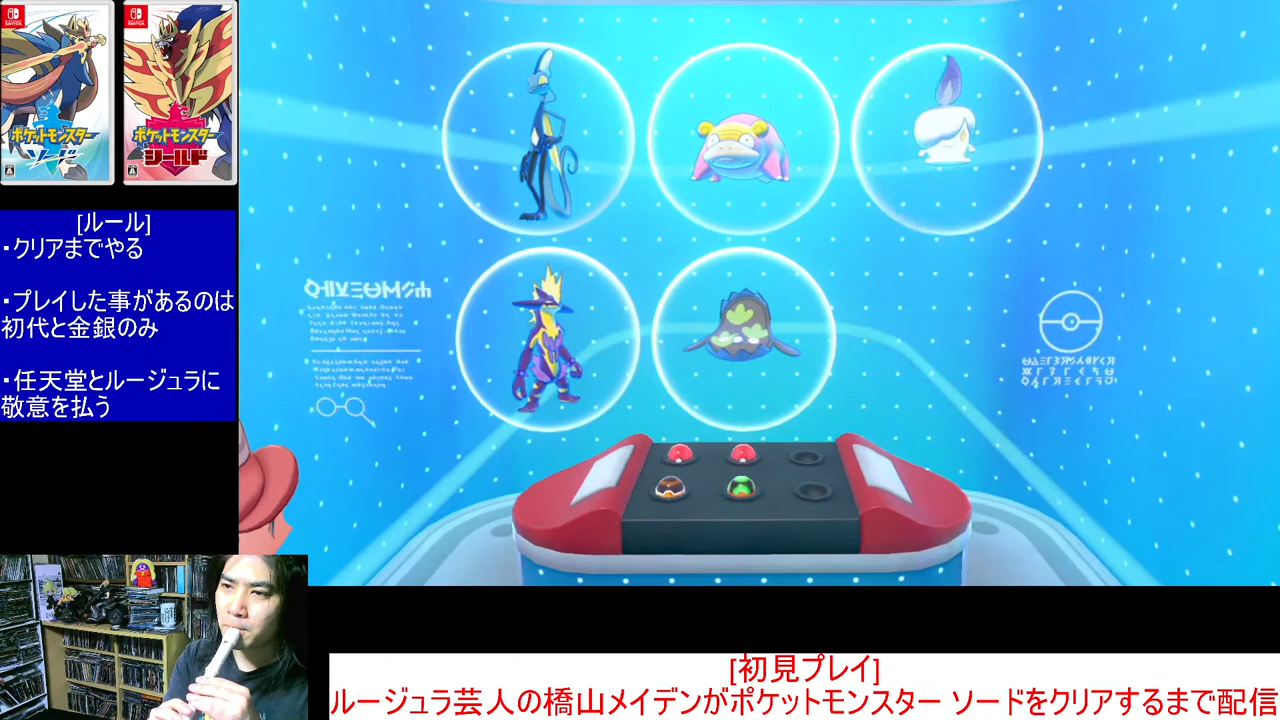 ポケットモンスター
ソード
ポケットモンスター
シールド
[ルール]
・クリアまでやる
・プレイした事があるのは
初代と金銀のみ
・任天堂とルージュラに
敬意を払う
[初見プレイ]
ルージュラ芸人の橋山メイデンがポケットモンスター ソードをクリアするまで配信